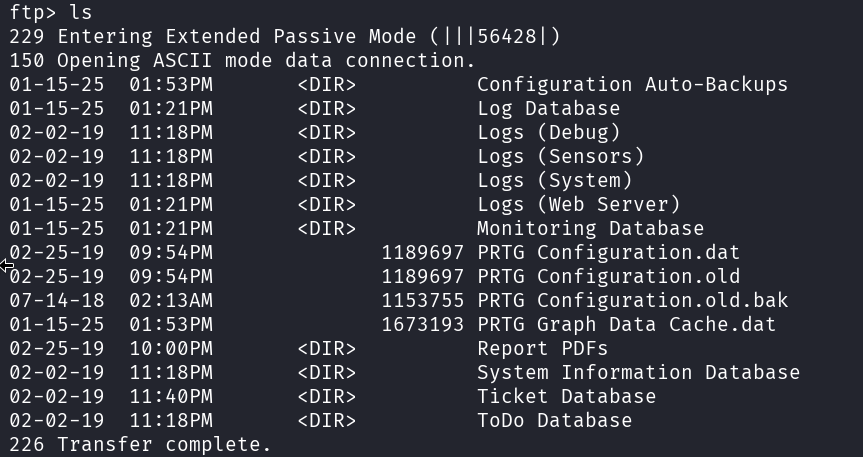 ftp> ls
229 Entering Extended Passive Mode (|||56428|)
150 Opening ASCII mode data connection.
01-15-25  01:53PM       <DIR>          Configuration Auto-Backups
01-15-25  01:21PM       <DIR>          Log Database
02-02-19  11:18PM       <DIR>          Logs (Debug)
02-02-19  11:18PM       <DIR>          Logs (Sensors)
02-02-19  11:18PM       <DIR>          Logs (System)
01-15-25  01:21PM       <DIR>          Logs (Web Server)
01-15-25  01:21PM       <DIR>          Monitoring Database
02-25-19  09:54PM              1189697 PRTG Configuration.dat
02-25-19  09:54PM              1189697 PRTG Configuration.old
07-14-18  02:13AM              1153755 PRTG Configuration.old.bak
01-15-25  01:53PM              1673193 PRTG Graph Data Cache.dat
02-25-19  10:00PM       <DIR>          Report PDFs
02-02-19  11:18PM       <DIR>          System Information Database
02-02-19  11:40PM       <DIR>          Ticket Database
02-02-19  11:18PM       <DIR>          ToDo Database
226 Transfer complete.